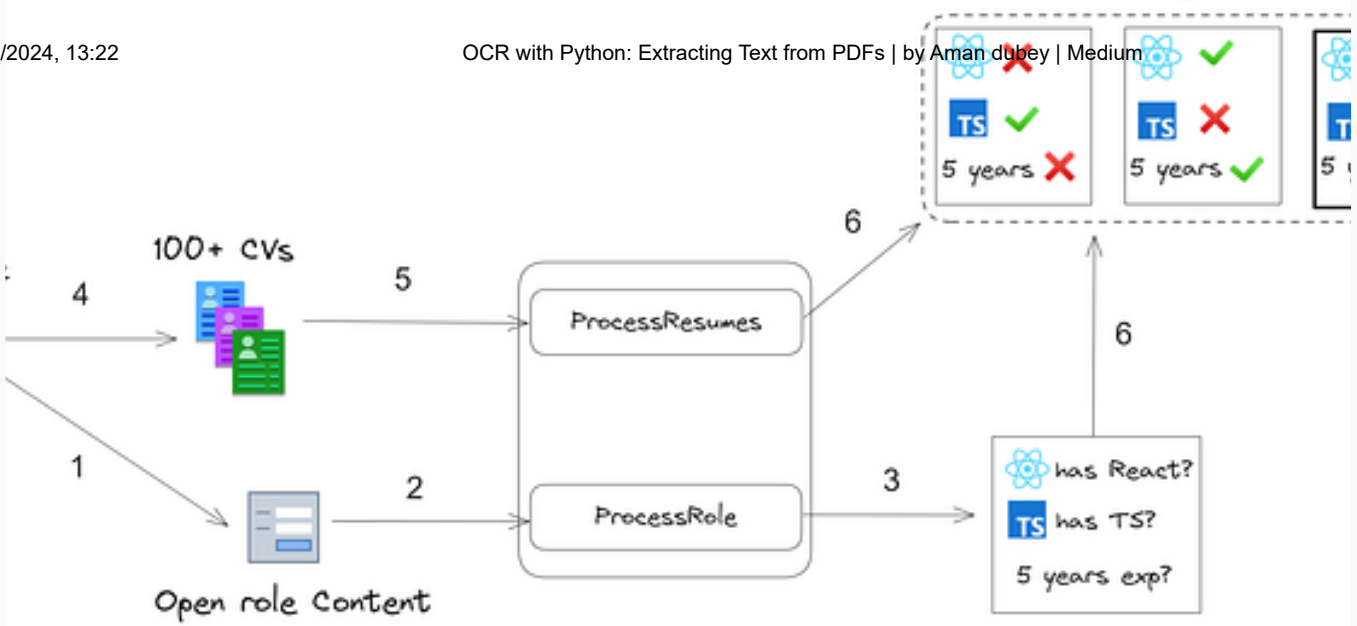 /2024, 13:22
OCR with Python: Extracting Text from PDFs | by Aman dubey | Medium
TS
TS
5 years
5 years
5
6
100+ CVs
4
5
ProcessResumes
6
1
2
ProcessRole
3
has React?
TS has TS?
5 years exp?
Open role Content